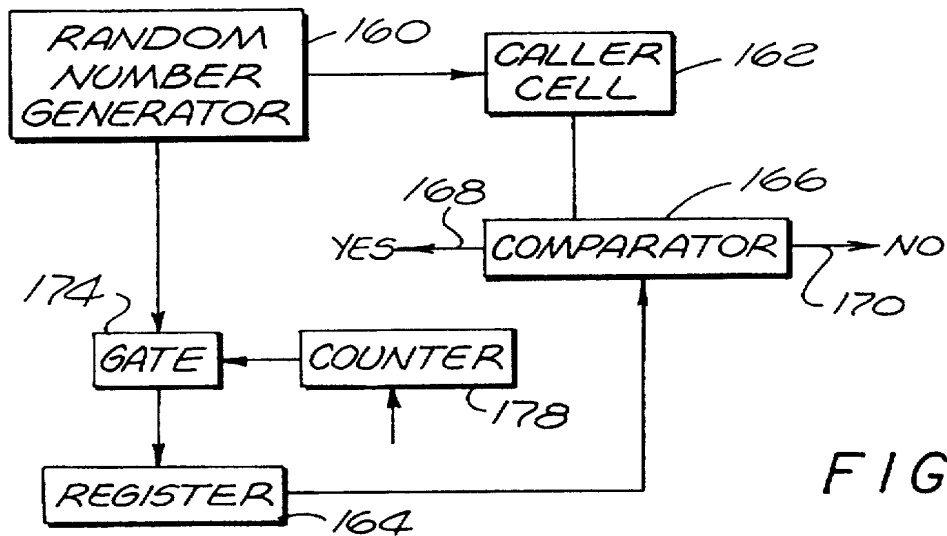 RANDOM
NUMBER
GENERATOR
160
CALLER
CELL
162
166
168
YES
COMPARATOR
NO
170
174
GATE
COUNTER
178
REGISTER
164
FIG